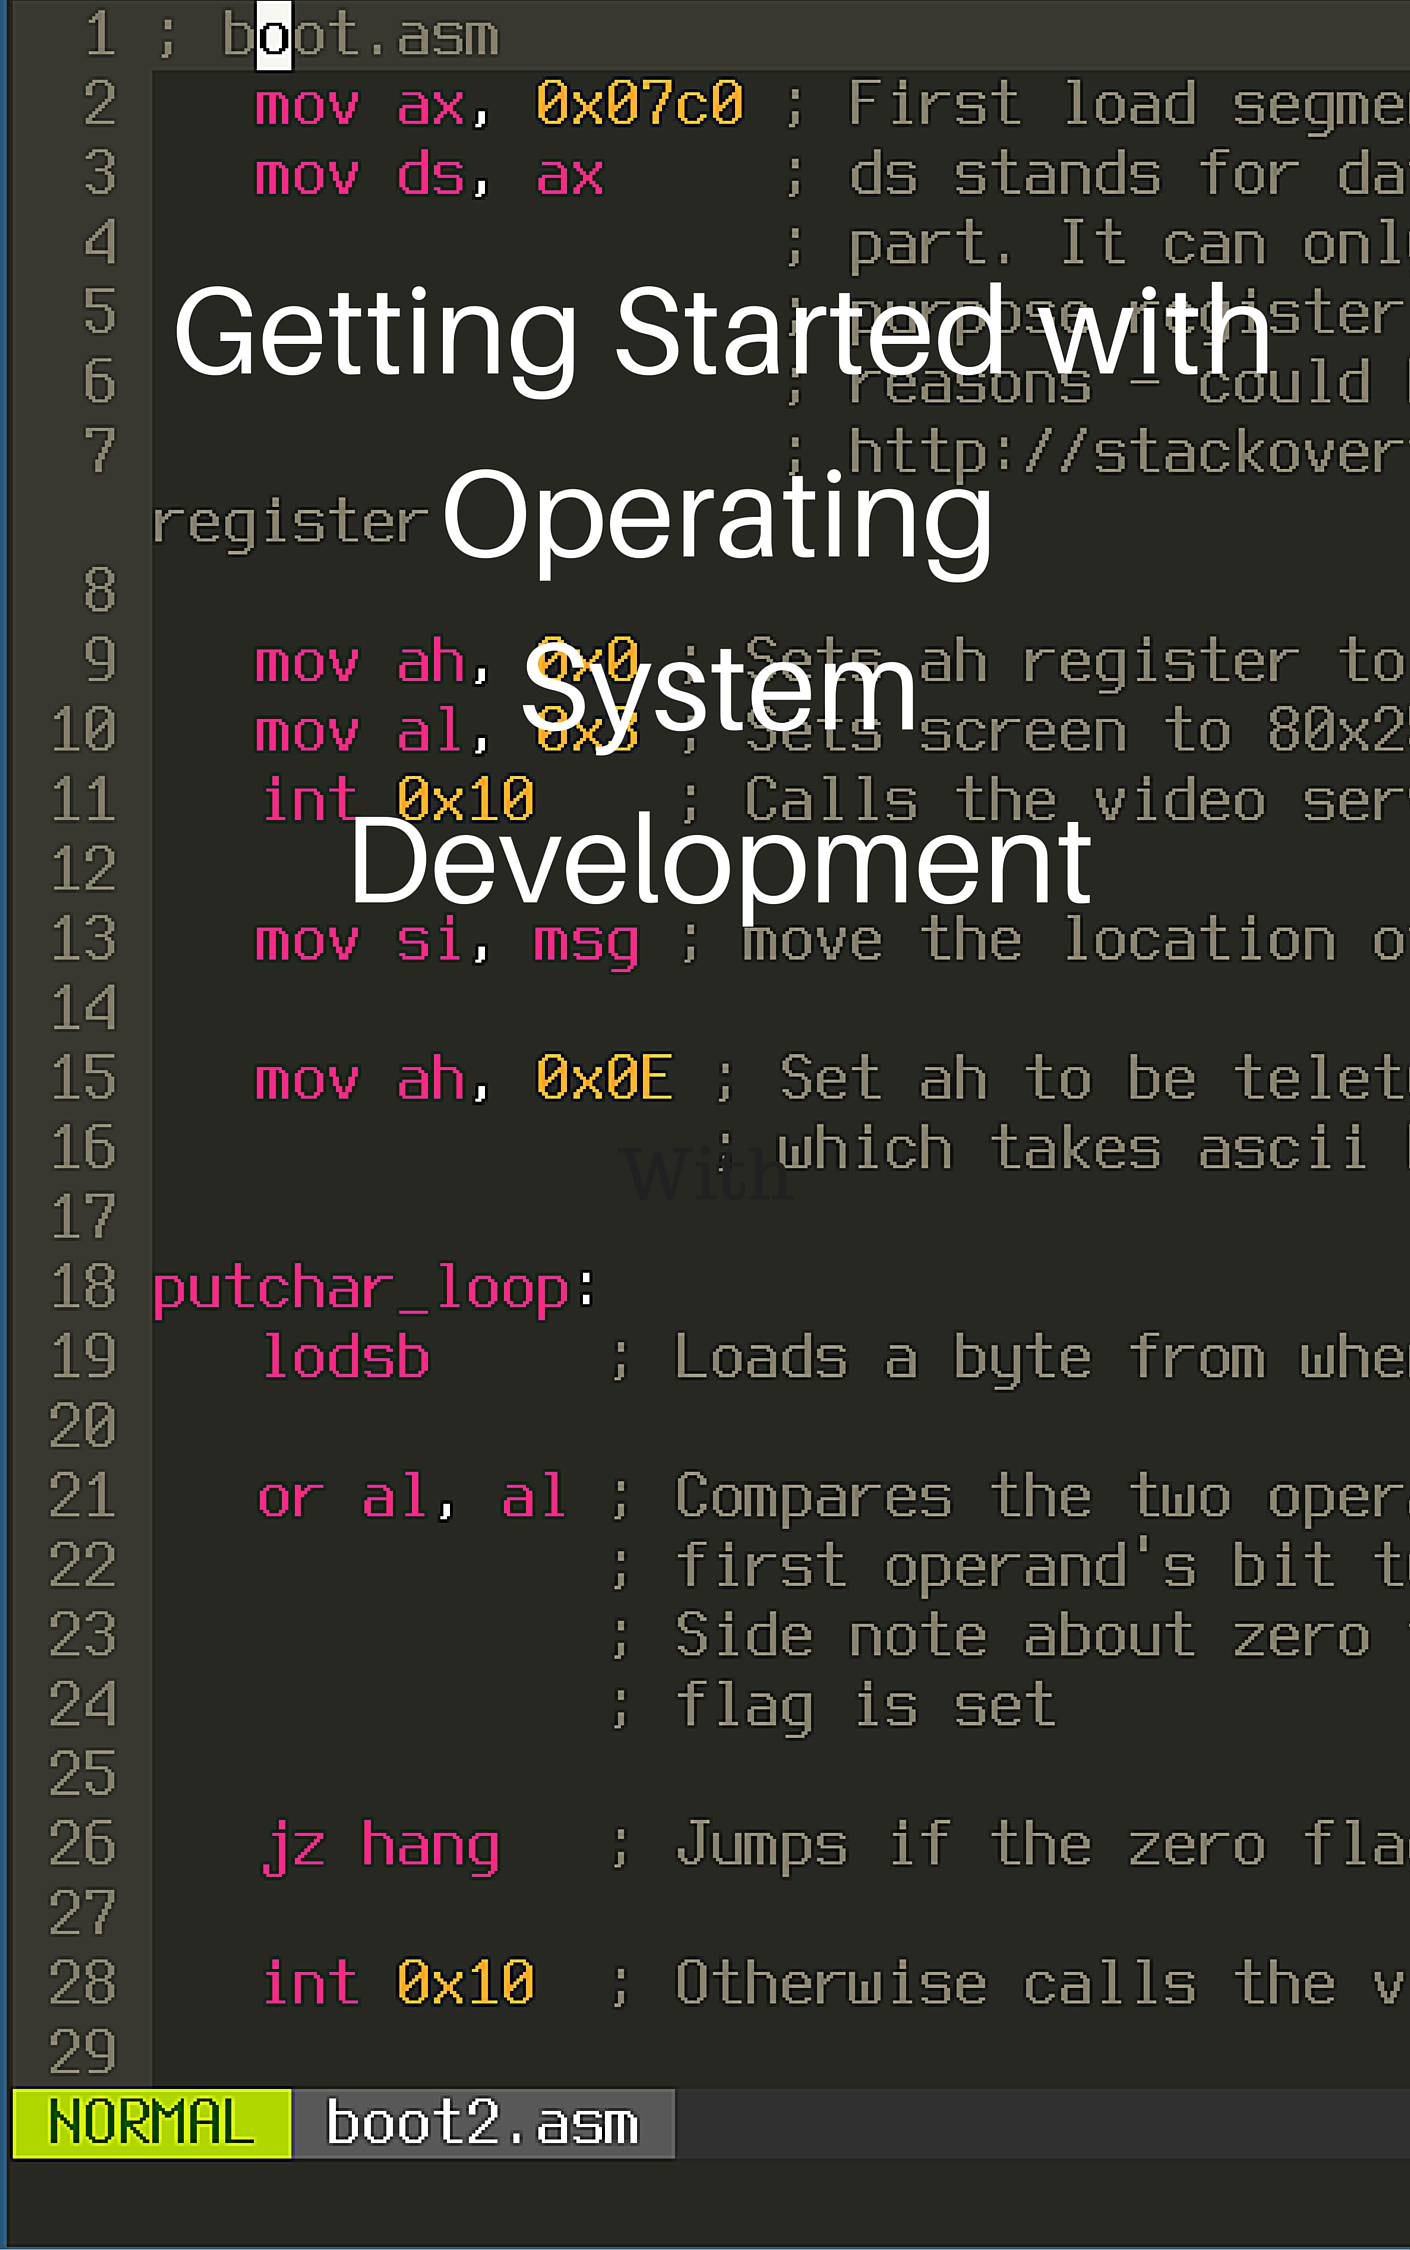 1 ; boot.asm
2 mov ax, 0x07c0 ; First load segme
3 mov ds, ax ; ds stands for da
4 ; part. It can onl
Getting Started with
5 ; purpose register
6 ; reasons - could
7 ; http://stackover
register
Operating
8
9 mov ah, 0x0 ; Sets ah register to
System
10 mov al, 0x3 ; Sets screen to 80x2
11 int 0x10 ; Calls the video ser
Development
12
13 mov si, msg ; move the location o
14
15 mov ah, 0x0E ; Set ah to be telet
16 ; which takes ascii
With
17
18 putchar_loop:
19 lodsb ; Loads a byte from whe
20
21 or al, al ; Compares the two oper
22 ; first operand's bit t
23 ; Side note about zero
24 ; flag is set
25
26 jz hang ; Jumps if the zero fla
27
28 int 0x10 ; Otherwise calls the v
29
NORMAL boot2.asm